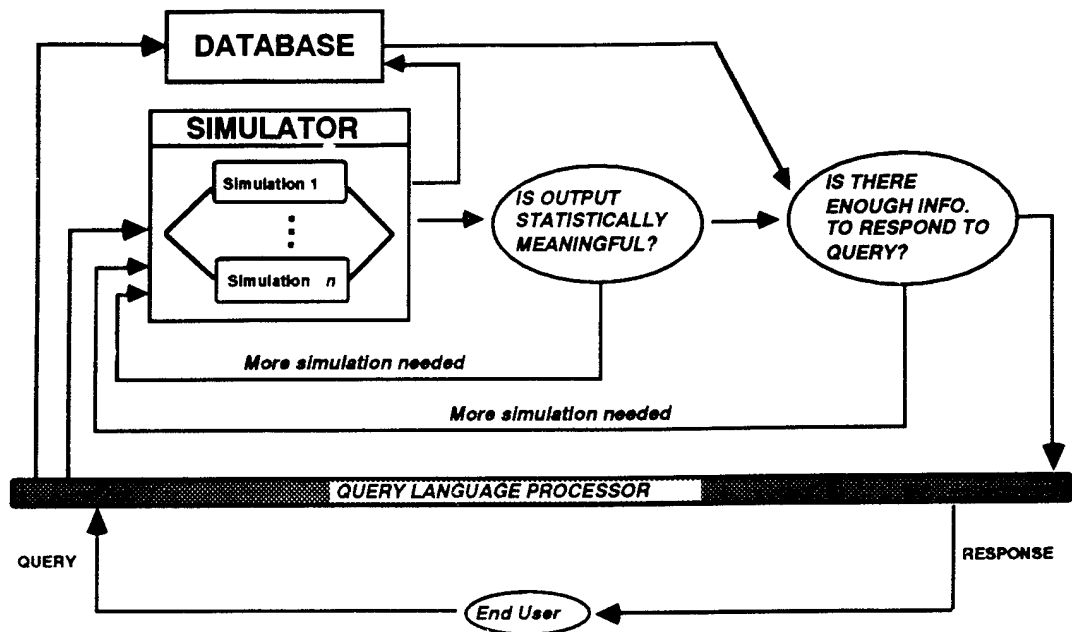 DATABASE
SIMULATOR
Simulation 1
Simulation n
IS OUTPUT
STATISTICALLY
MEANINGFUL?
IS THERE
ENOUGH INFO.
TO RESPOND TO
QUERY?
More simulation needed
More simulation needed
QUERY LANGUAGE PROCESSOR
QUERY
RESPONSE
End User